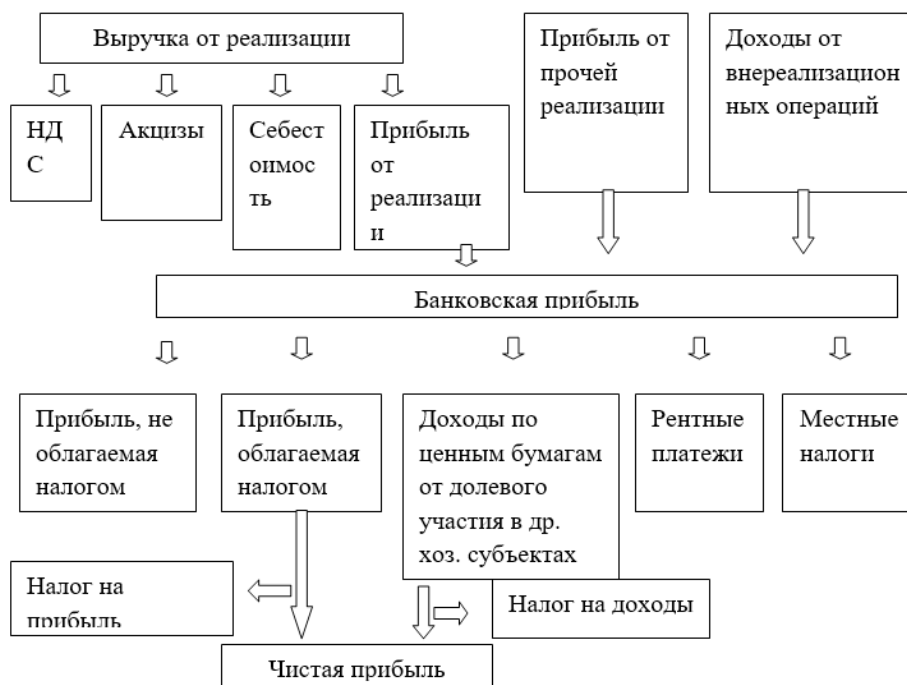 Выручка от реализации
Прибыль от
прочей
реализации
Доходы от
внереализацион
ных операций
НД
С
Акцизы
Себест
оимос
ть
Прибыль
от
реализаци
и
Банковская прибыль
Прибыль, не
облагаемая
налогом
Прибыль,
облагаемая
налогом
Доходы по
ценным бумагам
от долевого
участия в др.
хоз. субъектах
Рентные
платежи
Местные
налоги
Налог на
прибыль
Налог на доходы
Чистая прибыль